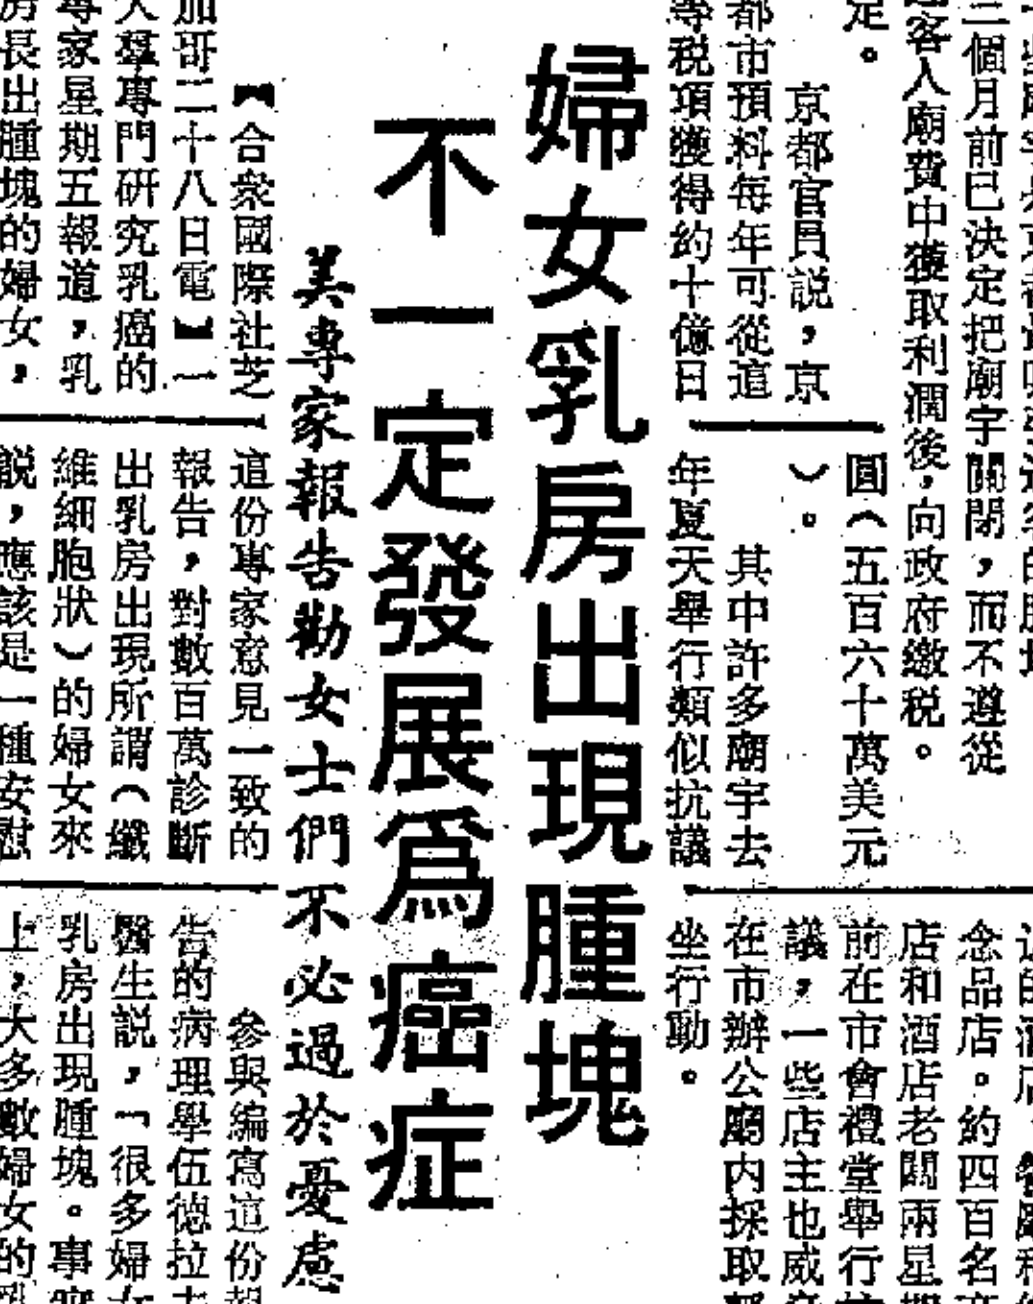 三個月前已決定把廟宇關閉，而不遵從
客人廟費中獲取利潤後，向政府繳税。
定。
京都官員説，京
都市預料每年可從這
等税項獲得約十億日
圓（五百六十萬美元
）。
其中許多廟宇去
年夏天舉行類似抗議
念品店。約四百名
店和酒店老闆兩星期
前在市會禮堂舉行
議，一些店主也威
在市辦公廳内採取
坐行動。
婦女乳房出現腫塊
不一定發展爲癌症
美專家報告勸女士們不必過於憂慮
【合衆國際社芝
加哥二十八日電】一
大羣專門研究乳癌的
專家星期五報道，乳
房長出腫塊的婦女，
這份專家意見一致的
報告，對數百萬診斷
出乳房出現所謂（纖
維細胞狀）的婦女來
説，應該是一種安慰
參與編寫這份報
告的病理學伍德拉夫
醫生説，「很多婦女
乳房出現腫塊。事實
上，大多數婦女的乳